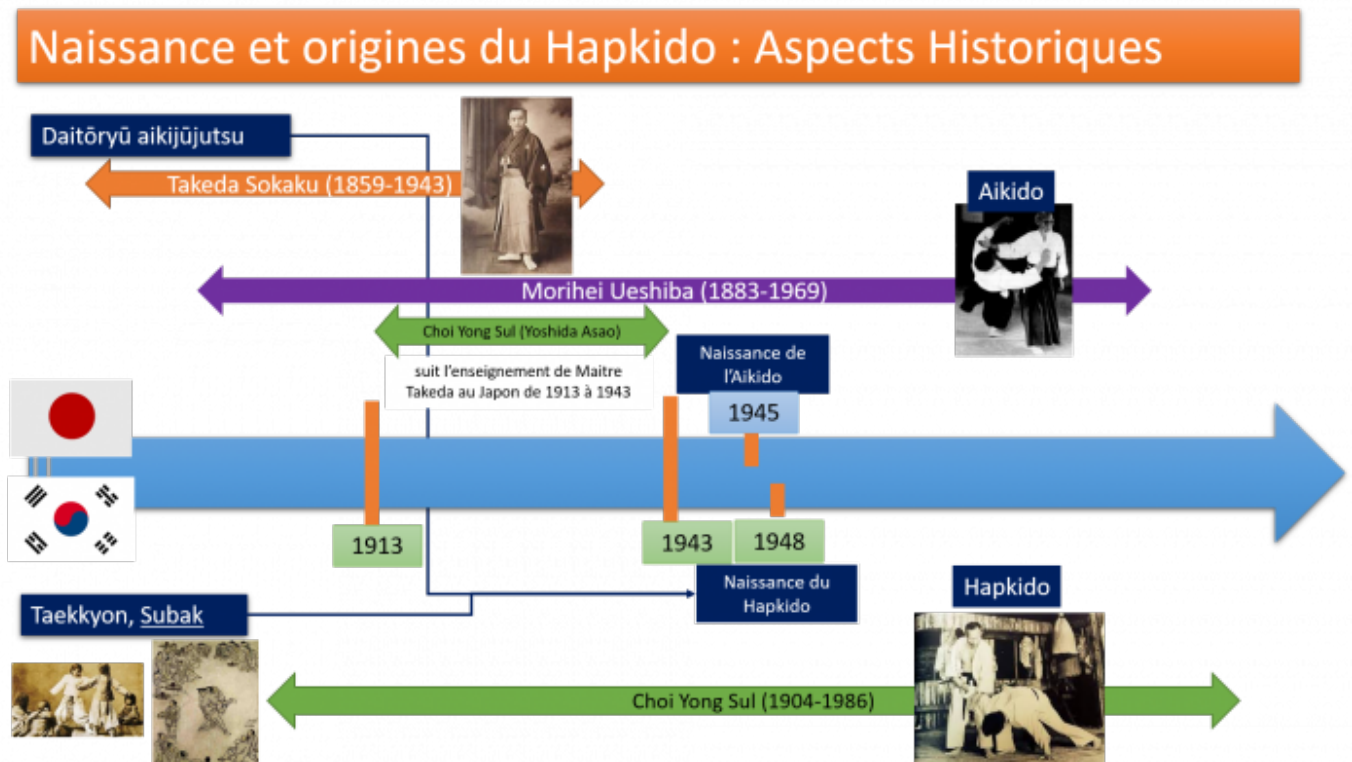 Naissance et origines du Hapkido : Aspects Historiques
Daitōryū aikijūjutsu
Takeda Sokaku (1859-1943)
Aikido
Morihei Ueshiba (1883-1969)
Choi Yong Sul (Yoshida Asao)
suit l’enseignement de Maitre
Takeda au Japon de 1913 à 1943
Naissance de
l’Aikido
1945
1913
1943
1948
Naissance du
Hapkido
Taekkyon, Subak
Hapkido
Choi Yong Sul (1904-1986)